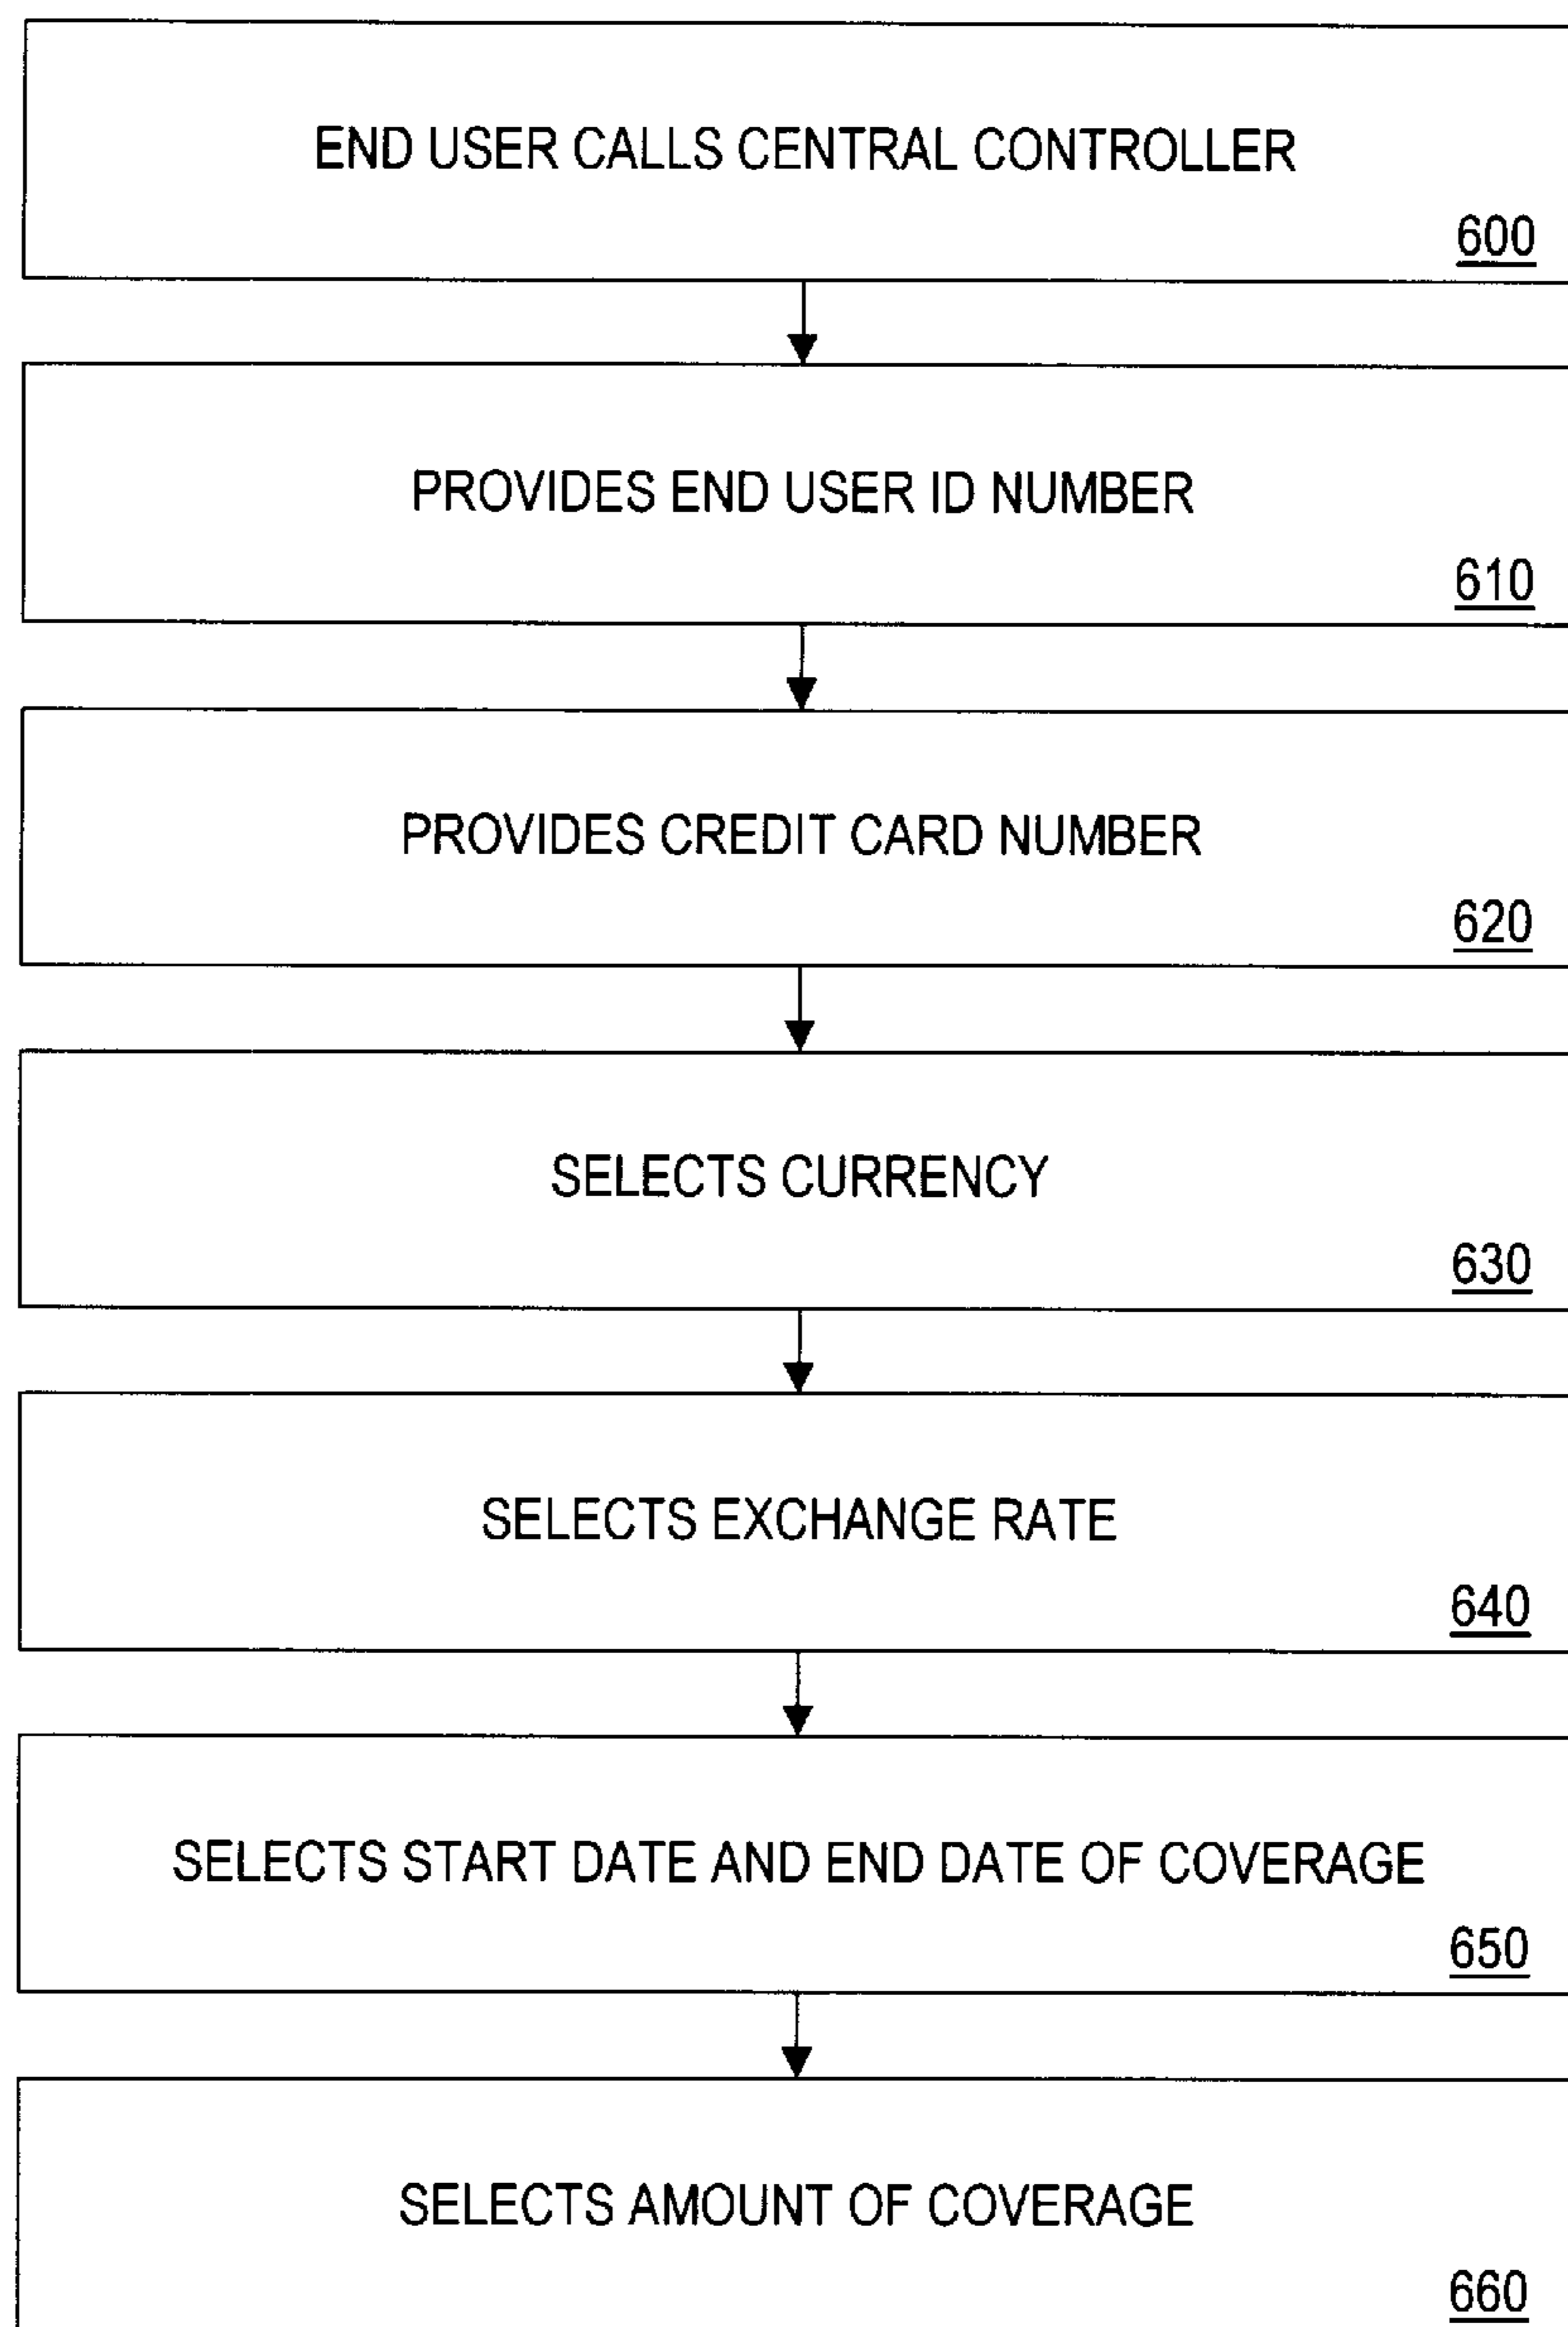 END USER CALLS CENTRAL CONTROLLER
600
PROVIDES END USER ID NUMBER
610
PROVIDES CREDIT CARD NUMBER
620
SELECTS CURRENCY
630
SELECTS EXCHANGE RATE
640
SELECTS START DATE AND END DATE OF COVERAGE
650
SELECTS AMOUNT OF COVERAGE
660